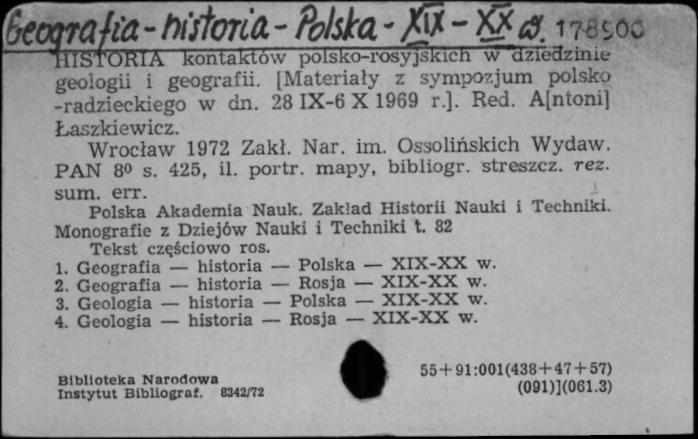 Geografia - historia - Polska - XIX - XX w. 178900
HISTORIA kontaktów polsko-rosyjskich w dziedzinie
geologii i geografii. [Materiały z sympozjum polsko
-radzieckiego w dn. 28 IX-6 X 1969 r.]. Red. A[ntoni]
Łaszkiewicz.
Wrocław 1972 Zakł. Nar. im. Ossolińskich Wydaw.
PAN 8⁰ s. 425, il. portr. mapy, bibliogr. streszcz. rez.
sum. err.
Polska Akademia Nauk. Zakład Historii Nauki i Techniki.
Monografie z Dziejów Nauki i Techniki t. 82
Tekst częściowo ros.
1. Geografia — historia — Polska — XIX-XX w.
2. Geografia — historia — Rosja — XIX-XX w.
3. Geologia — historia — Polska — XIX-XX w.
4. Geologia — historia — Rosja — XIX-XX w.
55+91:001(438+47+57)
(091)](061.3)
Biblioteka Narodowa
Instytut Bibliograf. 8342/72